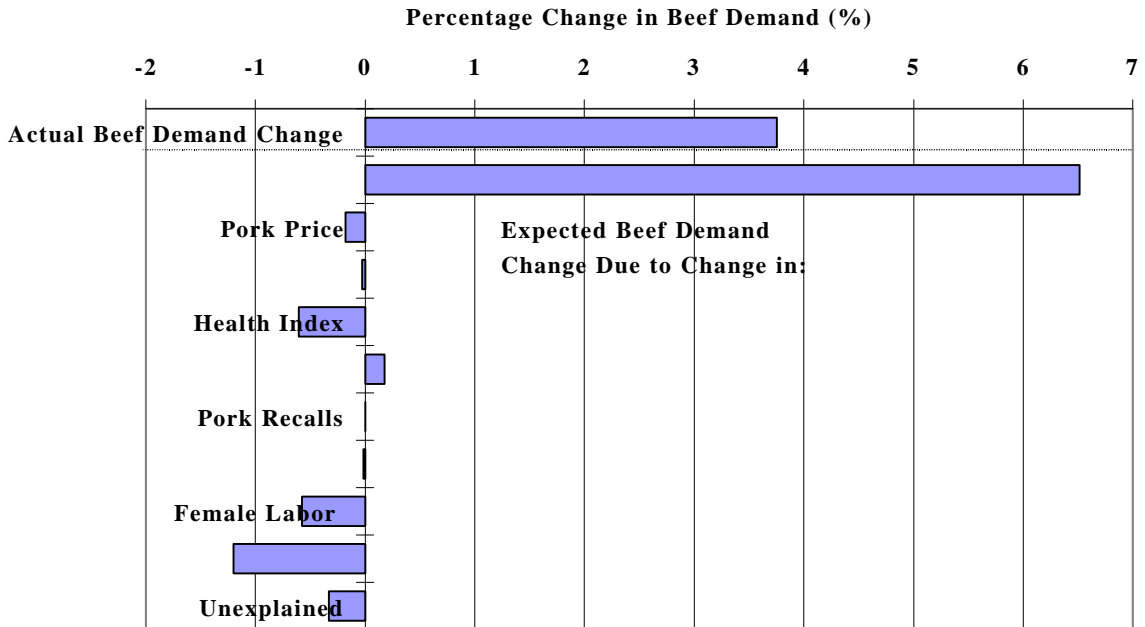 Percentage Change in Beef Demand (%)
-2 -1 0 1 2 3 4 5 6 7
Actual Beef Demand Change
Pork Price
Expected Beef Demand
Change Due to Change in:
Health Index
Pork Recalls
Female Labor
Unexplained